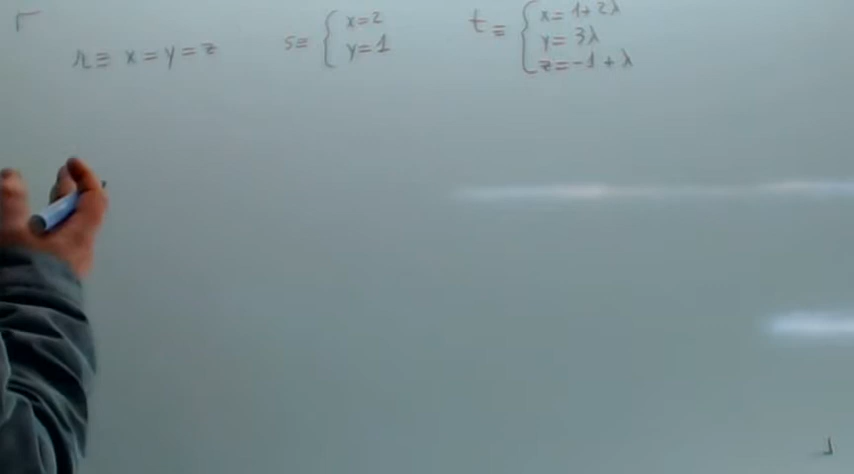 r ≡ x = y = z
s ≡ { x = 2
y = 1
t ≡ { x = 1 + 2λ
y = 3λ
z = -1 + λ